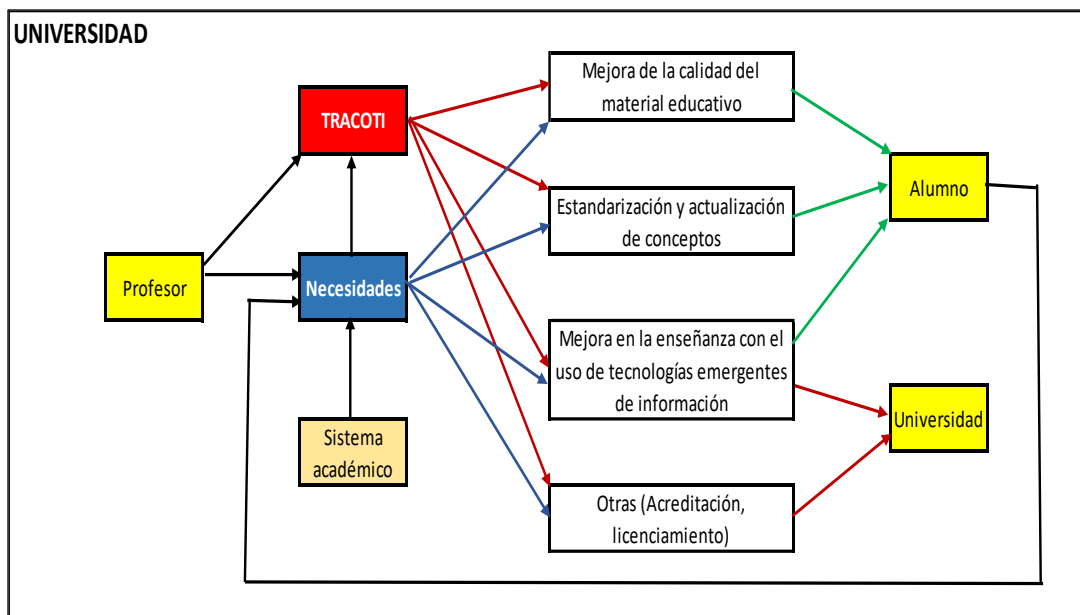 UNIVERSIDAD
Mejora de la calidad del
material educativo
TRACOTI
Alumno
Estandarización y actualización
de conceptos
Profesor
Necesidades
Mejora en la enseñanza con el
uso de tecnologías emergentes
de información
Universidad
Sistema
académico
Otras (Acreditación,
licenciamiento)